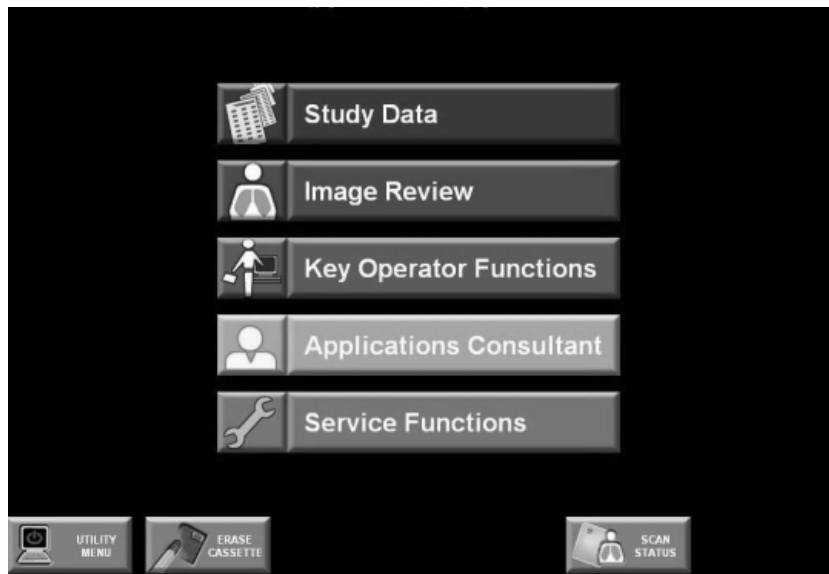 Study Data
Image Review
Key Operator Functions
Applications Consultant
Service Functions
UTILITY
MENU
ERASE
CASSETTE
SCAN
STATUS